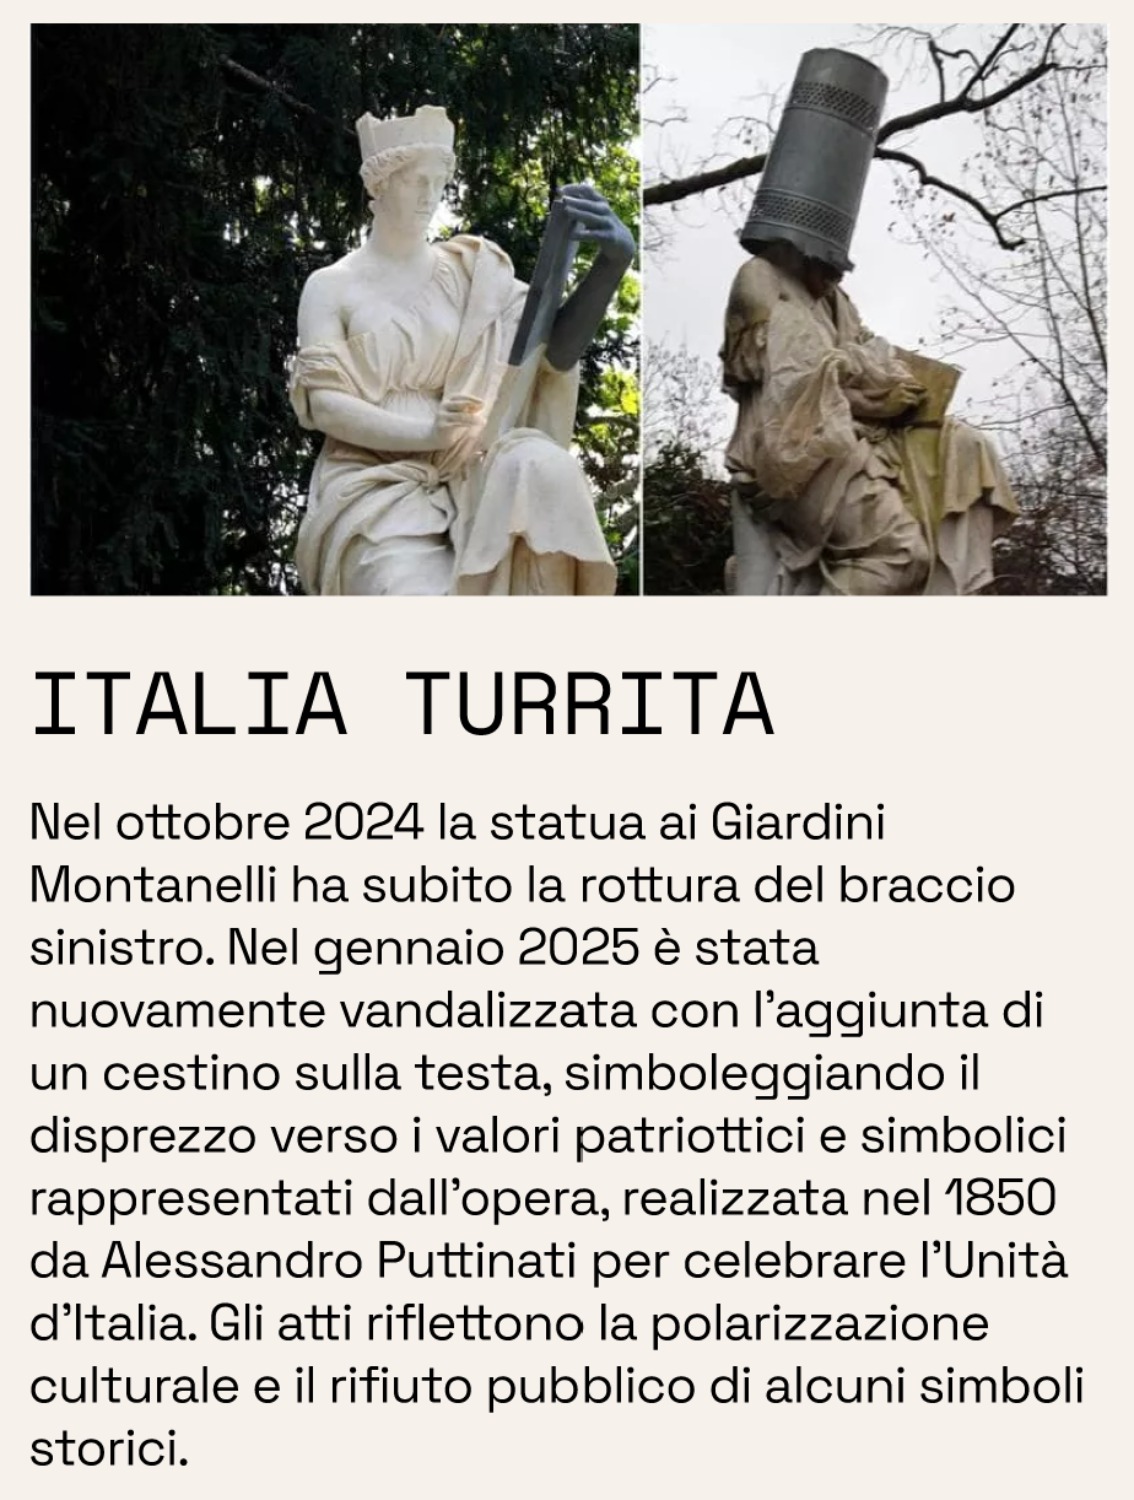 ITALIA TURRITA
Nel ottobre 2024 la statua ai Giardini
Montanelli ha subito la rottura del braccio
sinistro. Nel gennaio 2025 è stata
nuovamente vandalizzata con l’aggiunta di
un cestino sulla testa, simboleggiando il
disprezzo verso i valori patriottici e simbolici
rappresentati dall’opera, realizzata nel 1850
da Alessandro Puttinati per celebrare l’Unità
d’Italia. Gli atti riflettono la polarizzazione
culturale e il rifiuto pubblico di alcuni simboli
storici.